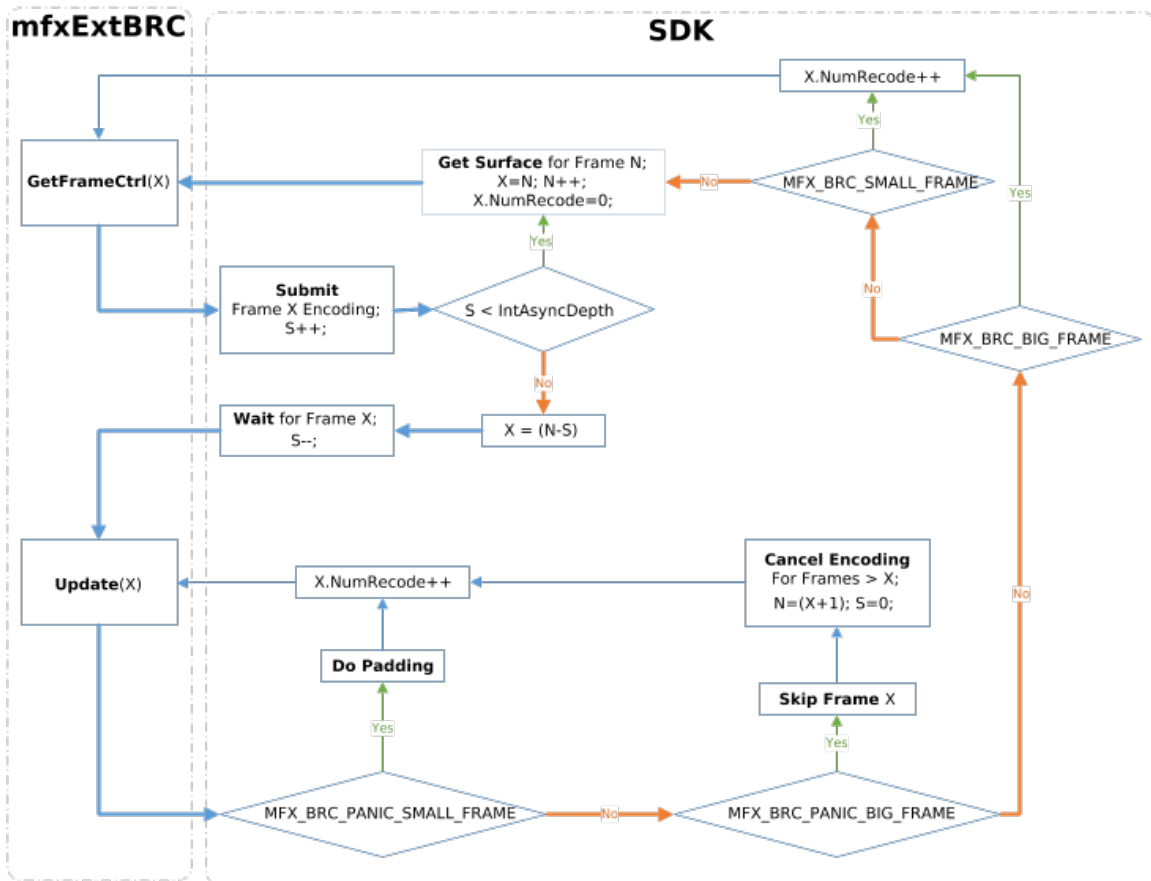 mfxExtBRC
SDK
X.NumRecode++
Yes
GetFrameCtrl(X)
Get Surface for Frame N;
X=N; N++;
X.NumRecode=0;
No
MFX_BRC_SMALL_FRAME
Yes
Yes
Submit
Frame X Encoding;
S++;
S < IntAsyncDepth
No
MFX_BRC_BIG_FRAME
No
Wait for Frame X;
S--;
X = (N-S)
Update(X)
X.NumRecode++
Cancel Encoding
For Frames > X;
N=(X+1); S=0;
No
Do Padding
Skip Frame X
Yes
Yes
MFX_BRC_PANIC_SMALL_FRAME
No
MFX_BRC_PANIC_BIG_FRAME